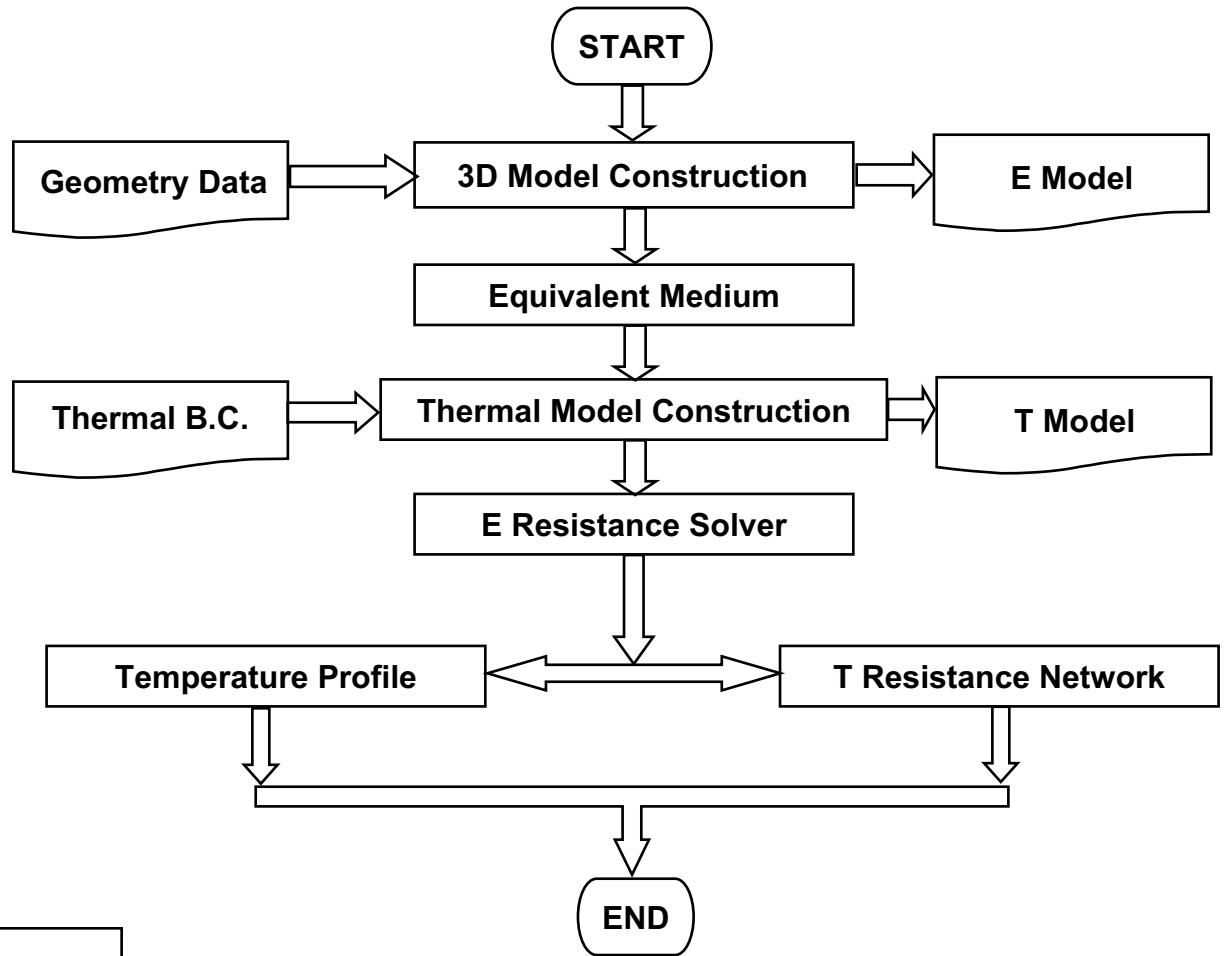 START
Geometry Data
3D Model Construction
E Model
Equivalent Medium
Thermal B.C.
Thermal Model Construction
T Model
E Resistance Solver
Temperature Profile
T Resistance Network
END